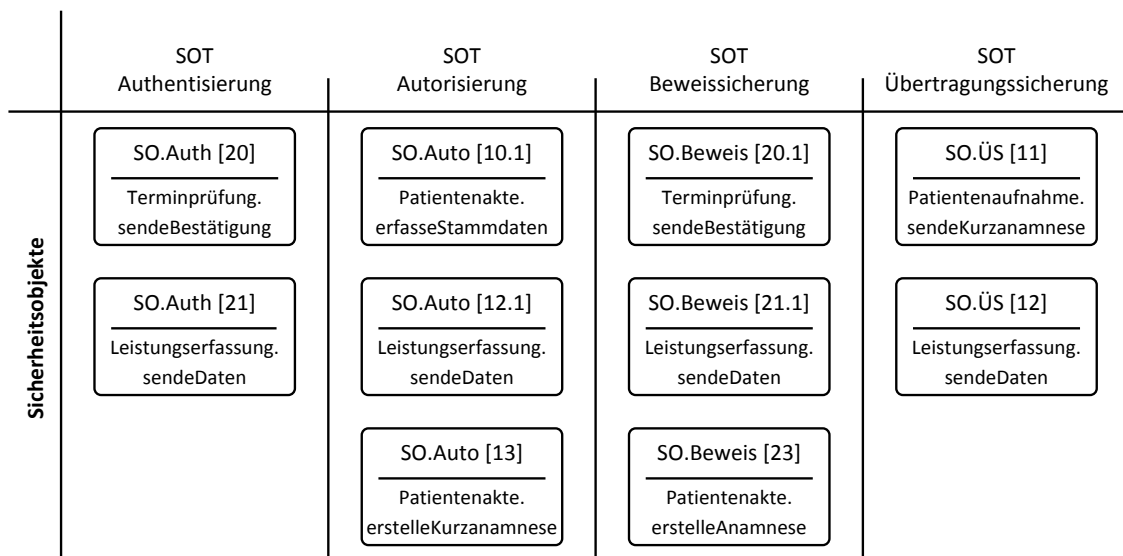 SOT
Authentisierung
SOT
Autorisierung
SOT
Beweissicherung
SOT
Übertragungssicherung
Sicherheitsobjekte
SO.Auth [20]
Terminprüfung.
sendeBestätigung
SO.Auto [10.1]
Patientenakte.
erfasseStammdaten
SO.Beweis [20.1]
Terminprüfung.
sendeBestätigung
SO.ÜS [11]
Patientenaufnahme.
sendeKurzanamnese
SO.Auth [21]
Leistungserfassung.
sendeDaten
SO.Auto [12.1]
Leistungserfassung.
sendeDaten
SO.Beweis [21.1]
Leistungserfassung.
sendeDaten
SO.ÜS [12]
Leistungserfassung.
sendeDaten
SO.Auto [13]
Patientenakte.
erstelleKurzanamnese
SO.Beweis [23]
Patientenakte.
erstelleAnamnese